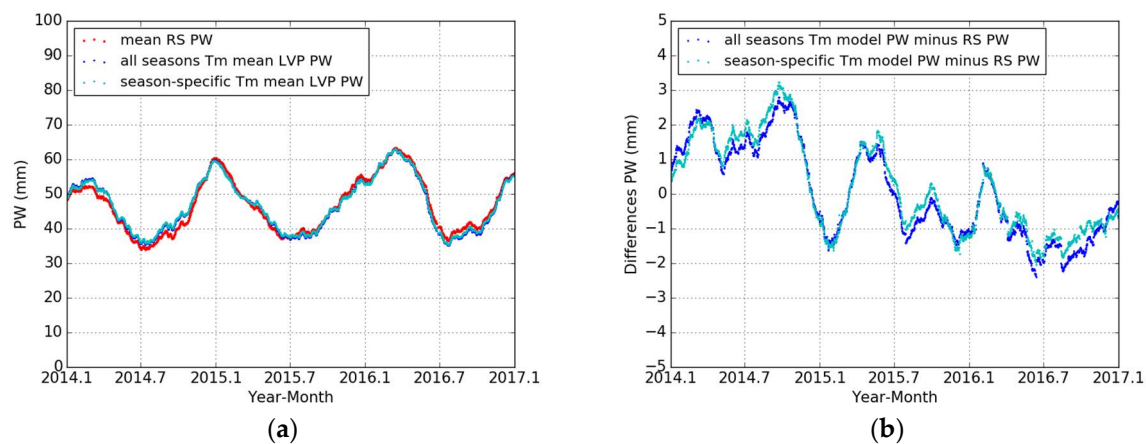 100
90
80
70
60
50
40
30
20
10
0
PW (mm)
mean RS PW
all seasons Tm mean LVP PW
season-specific Tm mean LVP PW
2014.1 2014.7 2015.1 2015.7 2016.1 2016.7 2017.1
Year-Month
(a)
5
4
3
2
1
0
−1
−2
−3
−4
−5
Differences PW (mm)
all seasons Tm model PW minus RS PW
season-specific Tm model PW minus RS PW
2014.1 2014.7 2015.1 2015.7 2016.1 2016.7 2017.1
Year-Month
(b)